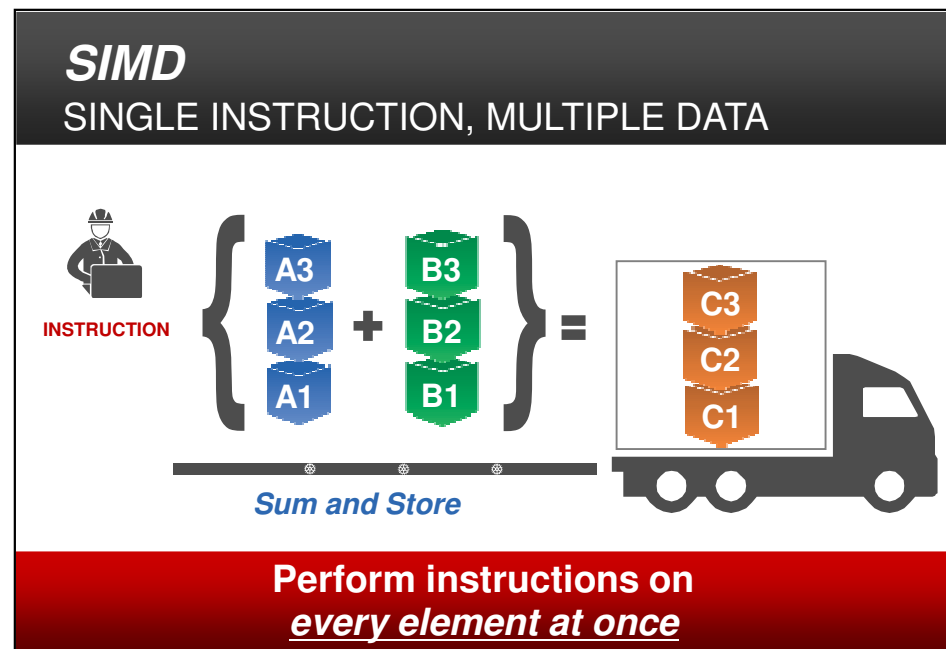 SIMD
SINGLE INSTRUCTION, MULTIPLE DATA
INSTRUCTION
{ A3 B3 } C3
A2 + B2 = C2
A1 B1 C1
Sum and Store
Perform instructions on
every element at once